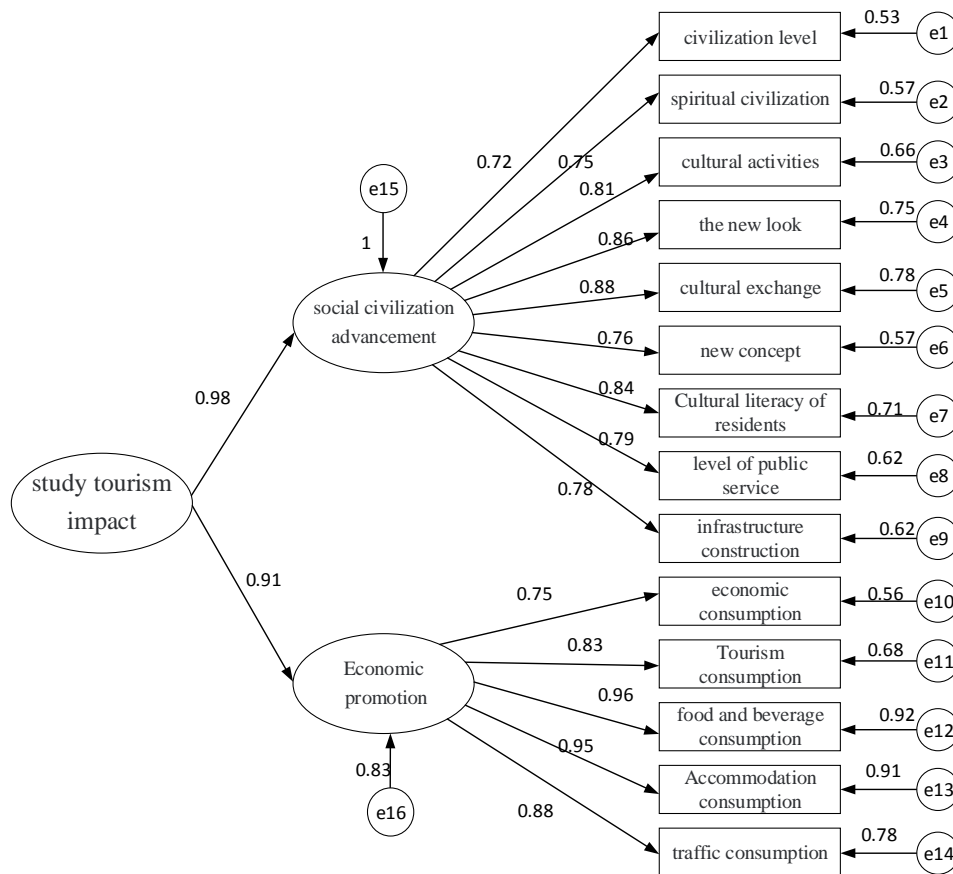 civilization level
0.53
e1
spiritual civilization
0.57
e2
0.72
0.75
cultural activities
0.66
e3
e15
0.81
the new look
0.75
e4
1
0.86
social civilization
advancement
0.88
cultural exchange
0.78
e5
0.76
new concept
0.57
e6
0.98
0.84
Cultural literacy of
residents
0.71
e7
0.79
level of public
service
0.62
e8
study tourism
impact
0.78
infrastructure
construction
0.62
e9
0.91
0.75
economic
consumption
0.56
e10
0.83
Tourism
consumption
0.68
e11
Economic
promotion
0.96
food and beverage
consumption
0.92
e12
0.83
0.95
Accommodation
consumption
0.91
e13
e16
0.88
traffic consumption
0.78
e14